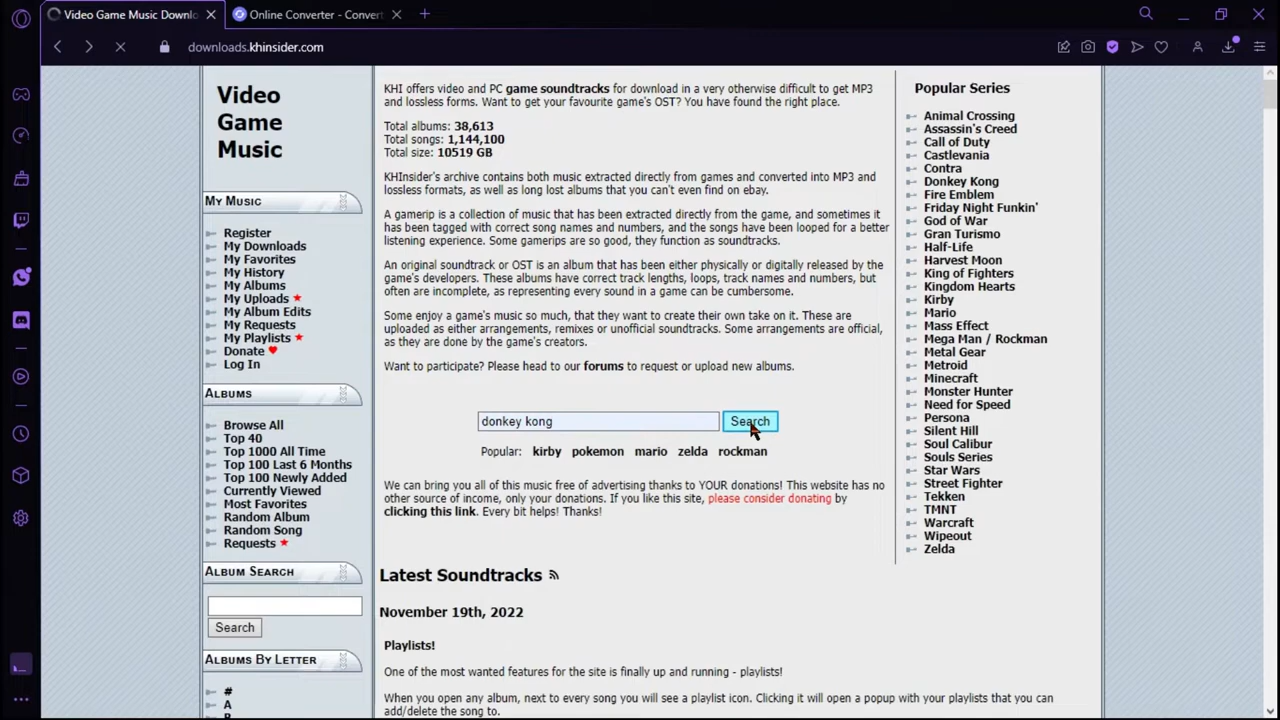 Video Game Music Downlo
Online Converter - Convert
downloads.khinsider.com
Video
Game
Music
My Music
Register
My Downloads
My Favorites
My History
My Albums
My Uploads
My Album Edits
My Requests
My Playlists
Donate
Log In
Albums
Browse All
Top 40
Top 1000 All Time
Top 100 Last 6 Months
Top 100 Newly Added
Currently Viewed
Most Favorites
Random Album
Random Song
Requests
Album Search
Search
Albums By Letter
#
A
B
KHI offers video and PC game soundtracks for download in a very otherwise difficult to get MP3
and lossless forms. Want to get your favourite game's OST? You have found the right place.
Total albums: 38,613
Total songs: 1,144,100
Total size: 10519 GB
KHInsider's archive contains both music extracted directly from games and converted into MP3 and
lossless formats, as well as long lost albums that you can't even find on ebay.
A gamerip is a collection of music that has been extracted directly from the game, and sometimes it
has been tagged with correct song names and numbers, and the songs have been looped for a better
listening experience. Some gamerips are so good, they function as soundtracks.
An original soundtrack or OST is an album that has been either physically or digitally released by the
game's developers. These albums have correct track lengths, loops, track names and numbers, but
often are incomplete, as representing every sound in a game can be cumbersome.
Some enjoy a game's music so much, that they want to create their own take on it. These are
uploaded as either arrangements, remixes or unofficial soundtracks. Some arrangements are official,
as they are done by the game's creators.
Want to participate? Please head to our forums to request or upload new albums.
donkey kong
Search
Popular: kirby pokemon mario zelda rockman
We can bring you all of this music free of advertising thanks to YOUR donations! This website has no
other source of income, only your donations. If you like this site, please consider donating by
clicking this link. Every bit helps! Thanks!
Latest Soundtracks
November 19th, 2022
Playlists!
One of the most wanted features for the site is finally up and running - playlists!
When you open any album, next to every song you will see a playlist icon. Clicking it will open a popup with your playlists that you can
add/delete the song to.
Popular Series
Animal Crossing
Assassin's Creed
Call of Duty
Castlevania
Contra
Donkey Kong
Fire Emblem
Friday Night Funkin'
God of War
Gran Turismo
Half-Life
Harvest Moon
King of Fighters
Kingdom Hearts
Kirby
Mario
Mass Effect
Mega Man / Rockman
Metal Gear
Metroid
Minecraft
Monster Hunter
Need for Speed
Persona
Silent Hill
Soul Calibur
Souls Series
Star Wars
Street Fighter
Tekken
TMNT
Warcraft
Wipeout
Zelda